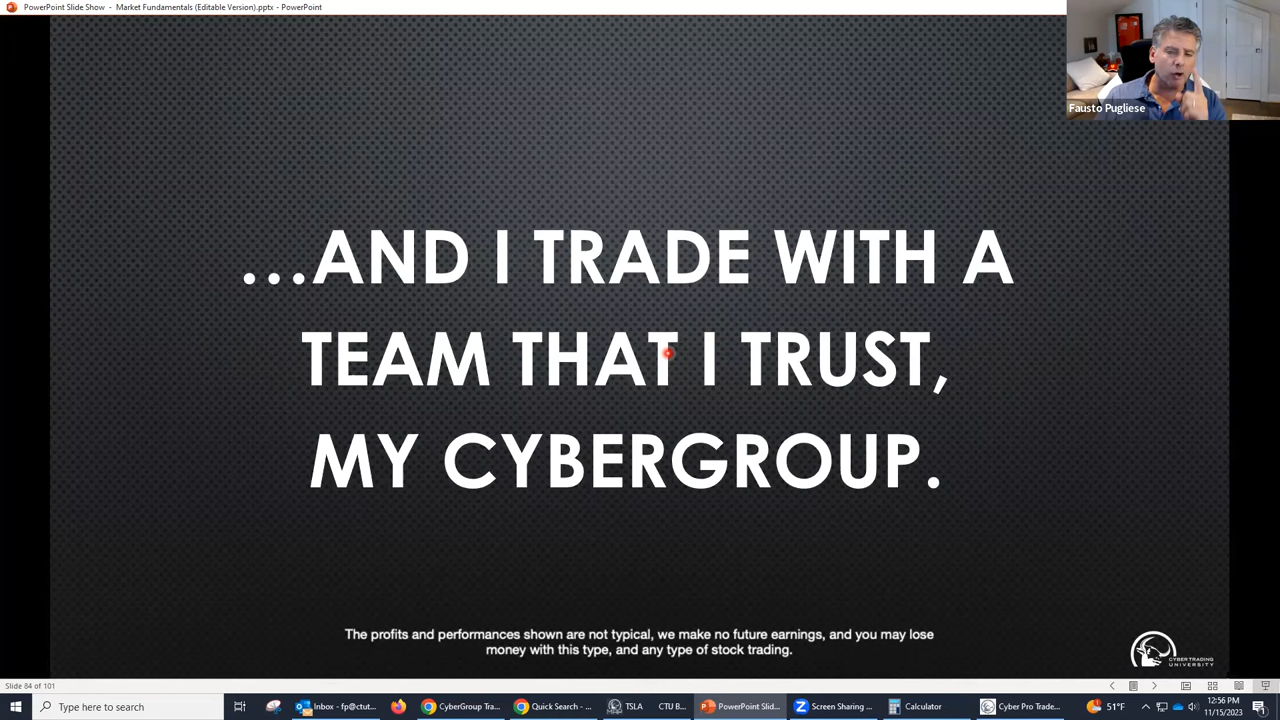 PowerPoint Slide Show - Market Fundamentals (Editable Version).pptx - PowerPoint
Fausto Pugliese
...AND I TRADE WITH A
TEAM THAT I TRUST,
MY CYBERGROUP.
The profits and performances shown are not typical, we make no future earnings, and you may lose
money with this type, and any type of stock trading.
CYBER TRADING
UNIVERSITY
Slide 84 of 101
Type here to search
Inbox - fp@ctut...
CyberGroup Trad...
Quick Search - ...
TSLA CTU B...
PowerPoint Slid...
Screen Sharing ...
Calculator
Cyber Pro Trade...
51°F
12:56 PM
11/15/2023